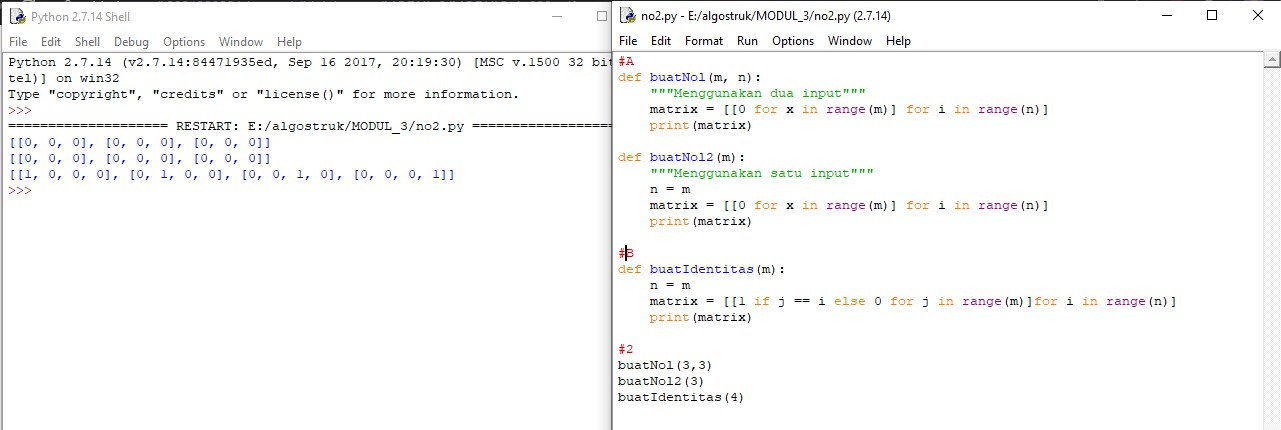 Python 2.7.14 Shell
File Edit Shell Debug Options Window Help
Python 2.7.14 (v2.7.14:84471935ed, Sep 16 2017, 20:19:30) [MSC v.1500 32 bit
tel)] on win32
Type "copyright", "credits" or "license()" for more information.
>>>
==================== RESTART: E:/algostruk/MODUL_3/no2.py ==================
[[0, 0, 0], [0, 0, 0], [0, 0, 0]]
[[0, 0, 0], [0, 0, 0], [0, 0, 0]]
[[1, 0, 0, 0], [0, 1, 0, 0], [0, 0, 1, 0], [0, 0, 0, 1]]
>>>
no2.py - E:/algostruk/MODUL_3/no2.py (2.7.14)
File Edit Format Run Options Window Help
#A
def buatNol(m, n):
    """Menggunakan dua input"""
    matrix = [[0 for x in range(m)] for i in range(n)]
    print(matrix)
def buatNol2(m):
    """Menggunakan satu input"""
    n = m
    matrix = [[0 for x in range(m)] for i in range(n)]
    print(matrix)
#B
def buatIdentitas(m):
    n = m
    matrix = [[1 if j == i else 0 for j in range(m)]for i in range(n)]
    print(matrix)
#2
buatNol(3,3)
buatNol2(3)
buatIdentitas(4)